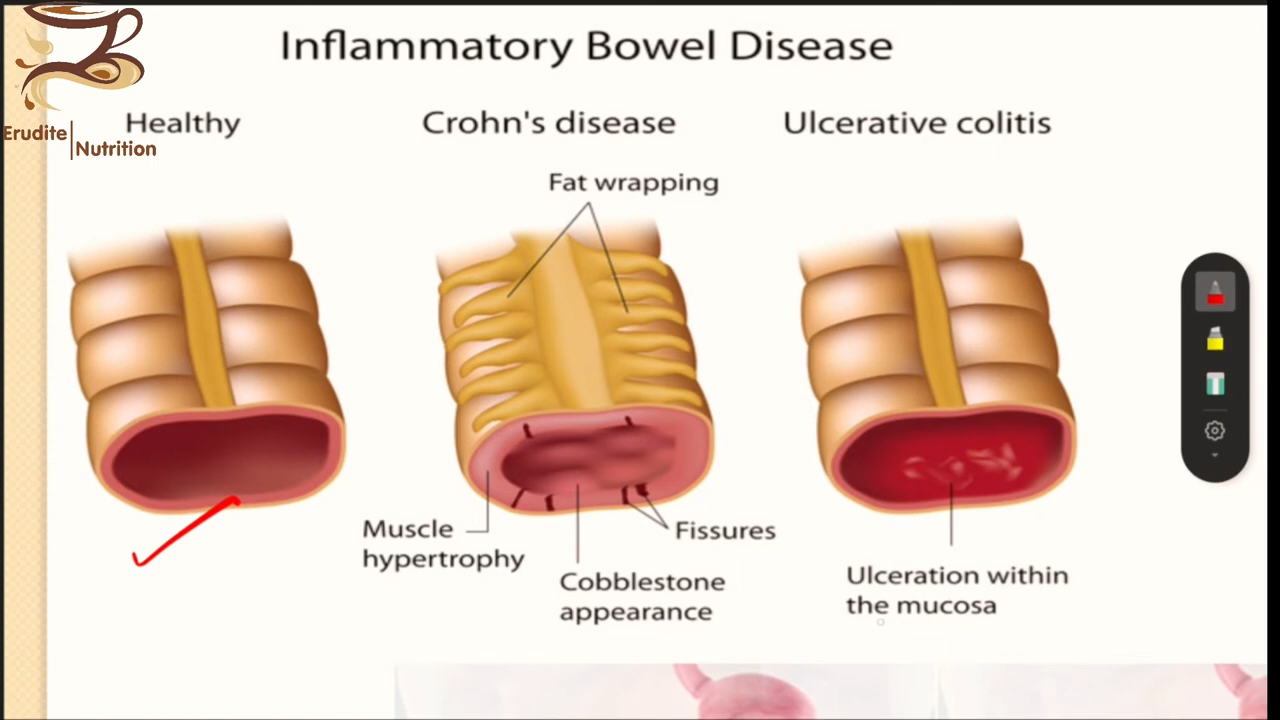 Inflammatory Bowel Disease
Erudite
Nutrition
Healthy
Crohn's disease
Ulcerative colitis
Fat wrapping
Muscle
hypertrophy
Cobblestone
appearance
Fissures
Ulceration within
the mucosa